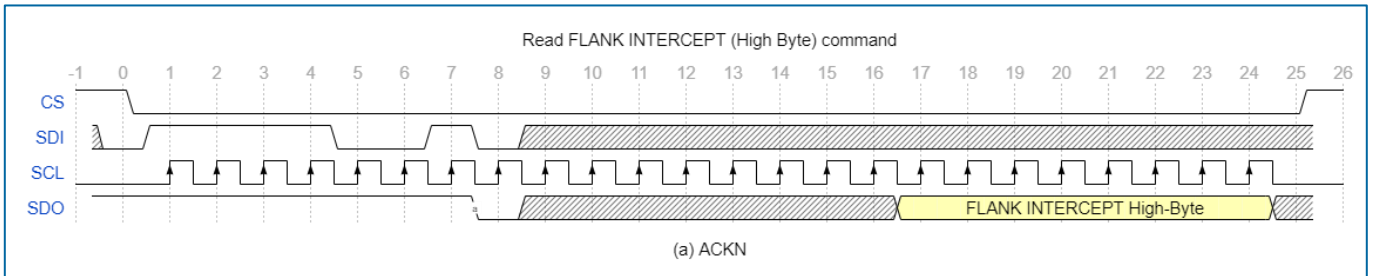 Read FLANK INTERCEPT (High Byte) command
-1 0 1 2 3 4 5 6 7 8 9 10 11 12 13 14 15 16 17 18 19 20 21 22 23 24 25 26
CS
SDI
SCL
SDO a FLANK INTERCEPT High-Byte
(a) ACKN